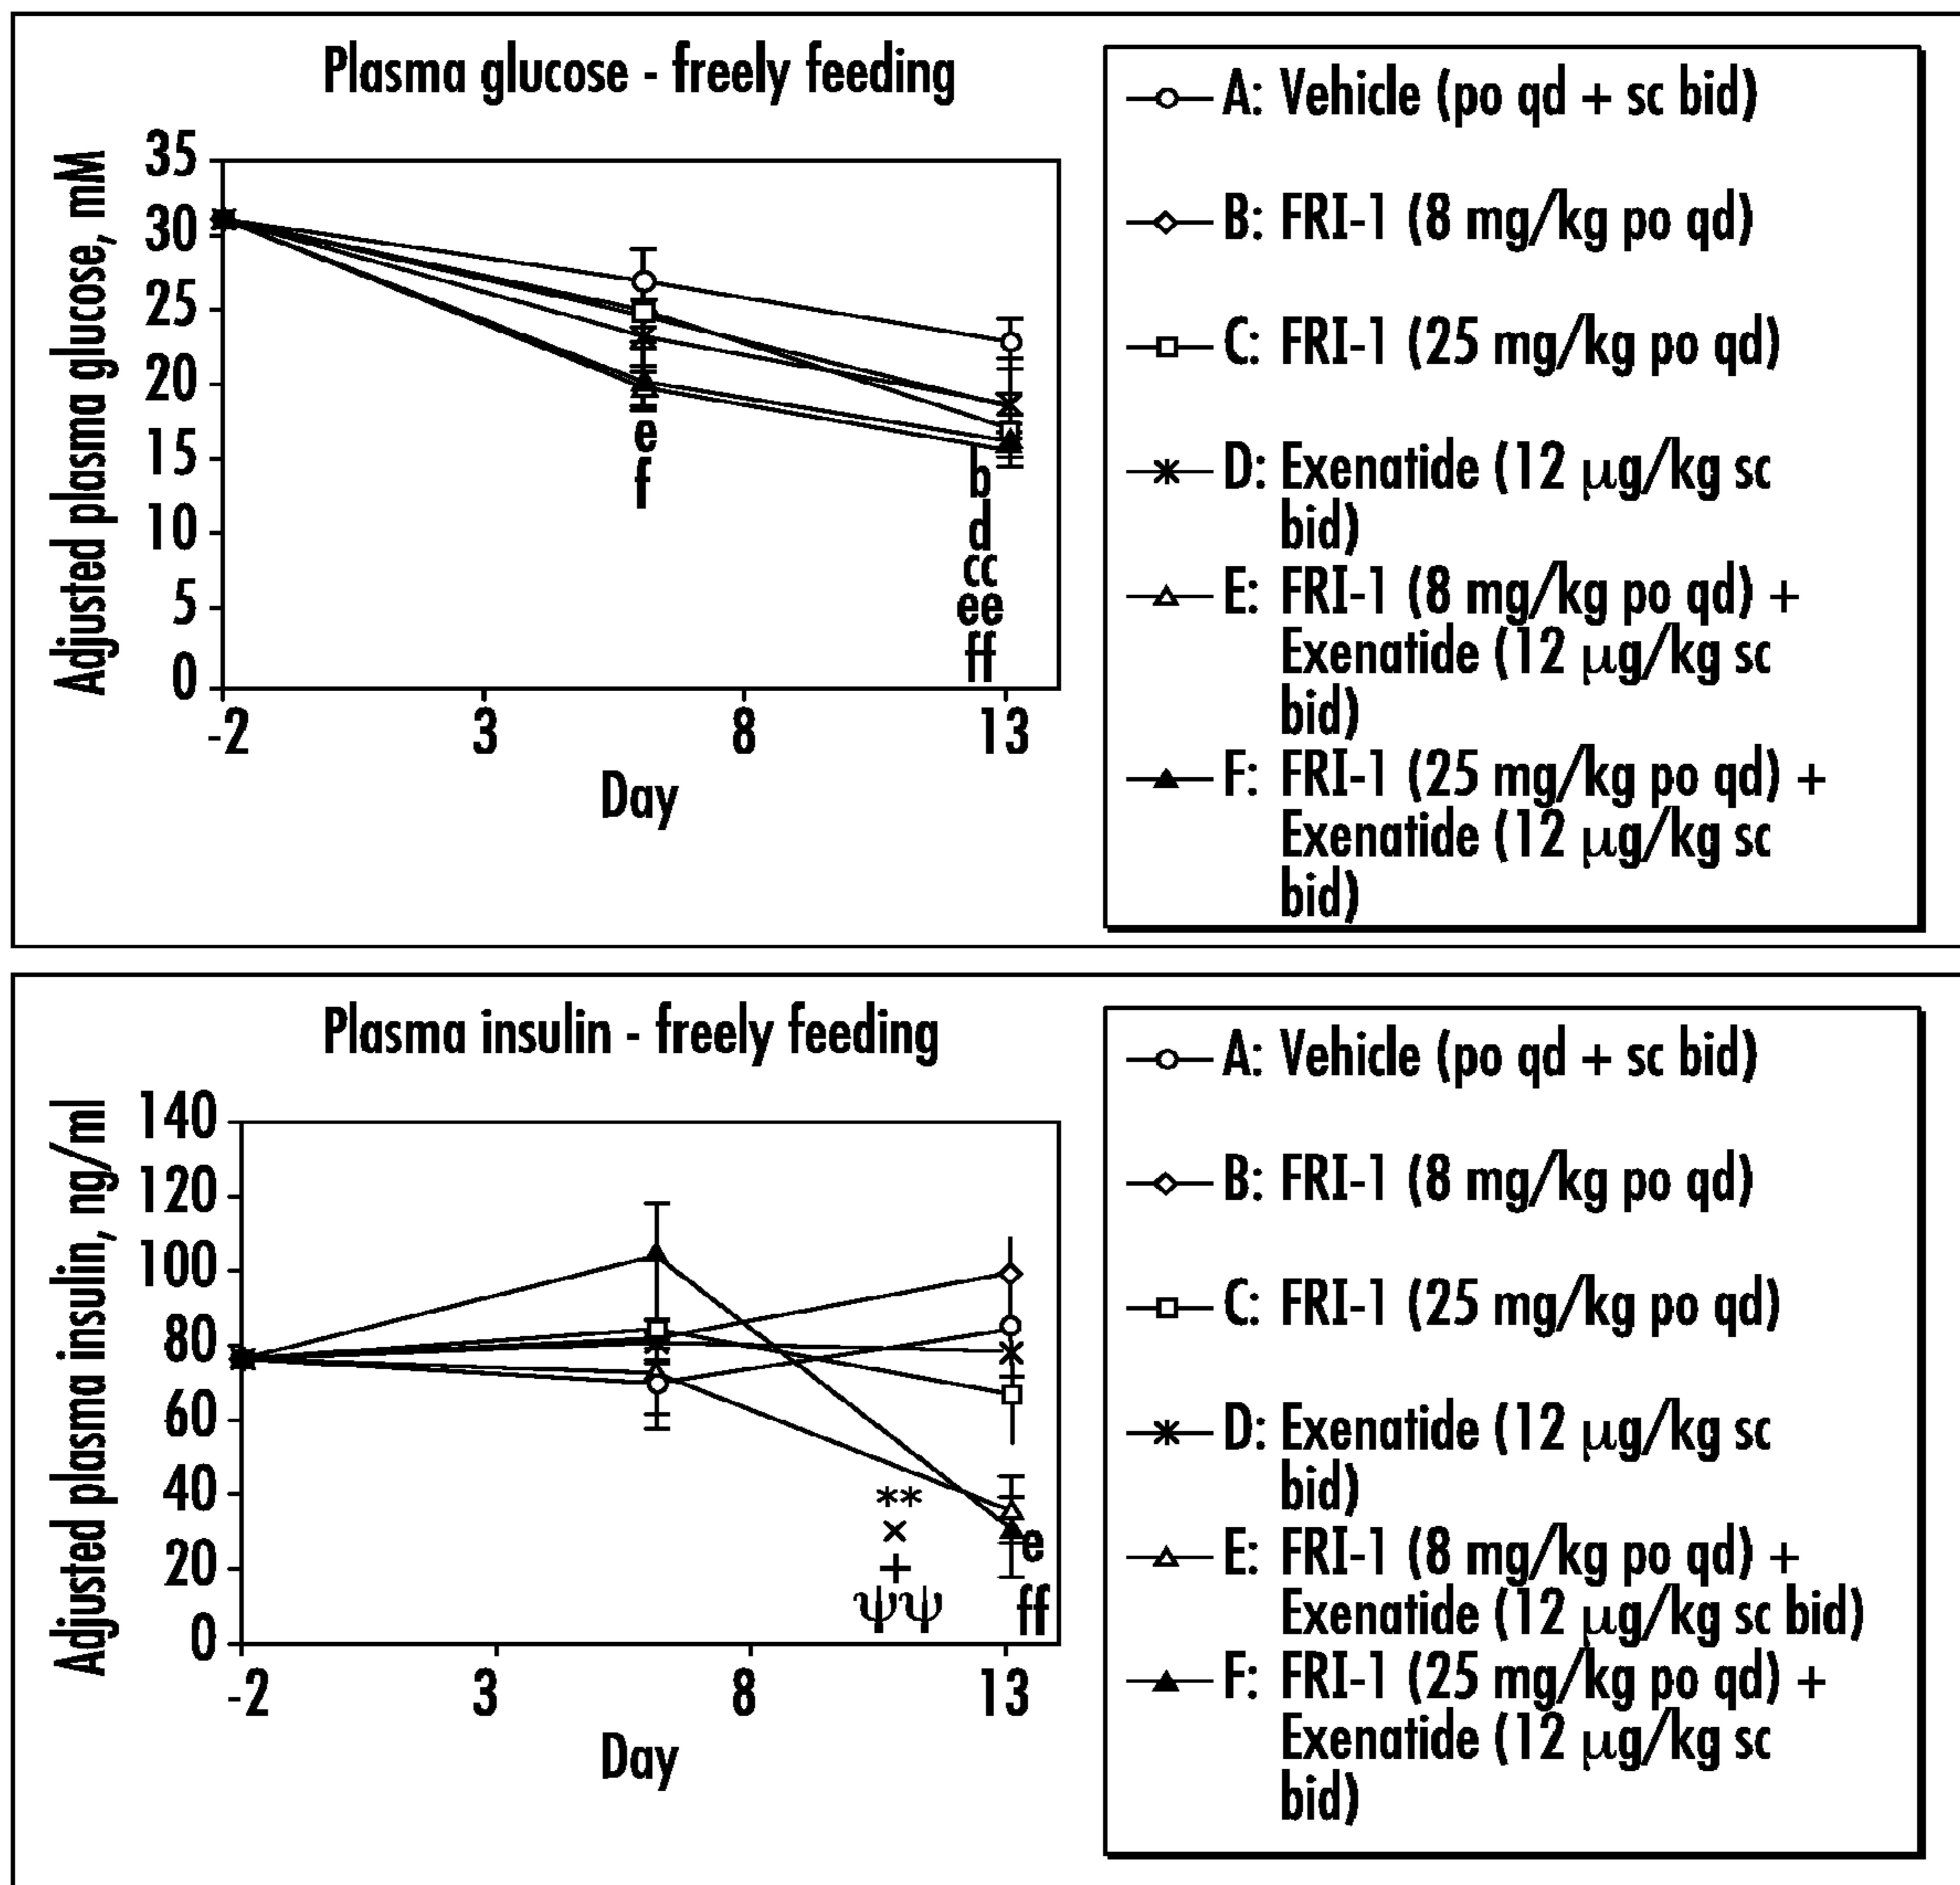 Plasma glucose - freely feeding
Adjusted plasma glucose, mM
35
30
25
20
15
10
5
0
-2
3
8
13
Day
e
f
b
d
cc
ee
ff
A: Vehicle (po qd + sc bid)
B: FRI-1 (8 mg/kg po qd)
C: FRI-1 (25 mg/kg po qd)
D: Exenatide (12 μg/kg sc
bid)
E: FRI-1 (8 mg/kg po qd) +
Exenatide (12 μg/kg sc
bid)
F: FRI-1 (25 mg/kg po qd) +
Exenatide (12 μg/kg sc
bid)
Plasma insulin - freely feeding
Adjusted plasma insulin, ng/ml
140
120
100
80
60
40
20
0
-2
3
8
13
Day
**
×
+
ψψ
e
ff
A: Vehicle (po qd + sc bid)
B: FRI-1 (8 mg/kg po qd)
C: FRI-1 (25 mg/kg po qd)
D: Exenatide (12 μg/kg sc
bid)
E: FRI-1 (8 mg/kg po qd) +
Exenatide (12 μg/kg sc bid)
F: FRI-1 (25 mg/kg po qd) +
Exenatide (12 μg/kg sc
bid)